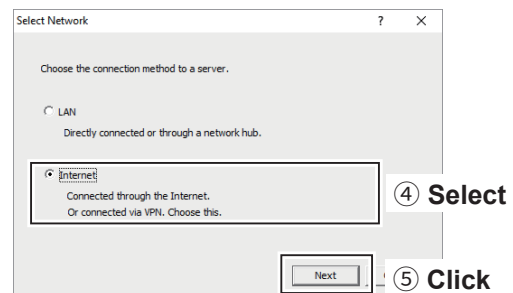 Select Network ? ×
Choose the connection method to a server.
LAN
Directly connected or through a network hub.
Internet
Connected through the Internet.
Or connected via VPN. Choose this.
④ Select
Next
⑤ Click